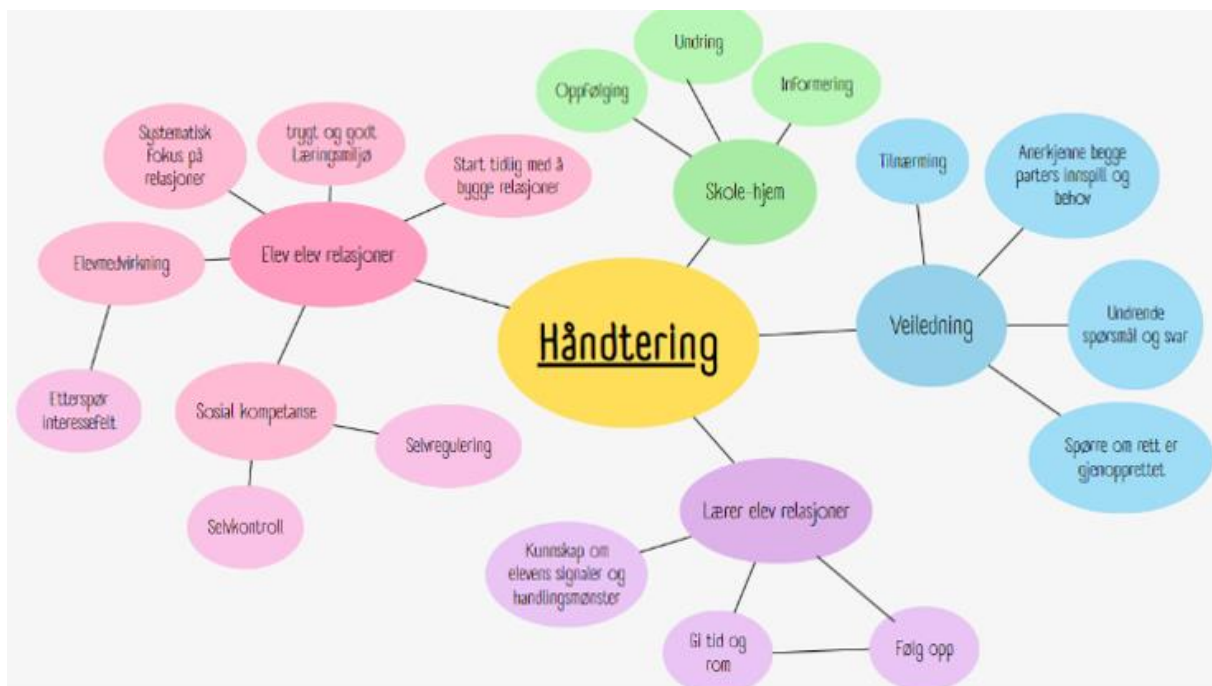 Håndtering
Elev elev relasjoner
Systematisk
Fokus på
relasjoner
trygt og godt
Læringsmiljø
Start tidlig med å
bygge relasjoner
Elevmedvirkning
Etterspør
interessefelt
Sosial kompetanse
Selvregulering
Selvkontroll
Skole-hjem
Oppfølging
Undring
Informering
Veiledning
Tilnærming
Anerkjenne begge
parters innspill og
behov
Undrende
spørsmål og svar
Spørre om rett er
gjenopprettet
Lærer elev relasjoner
Kunnskap om
elevens signaler og
handlingsmønster
Gi tid og
rom
Følg opp